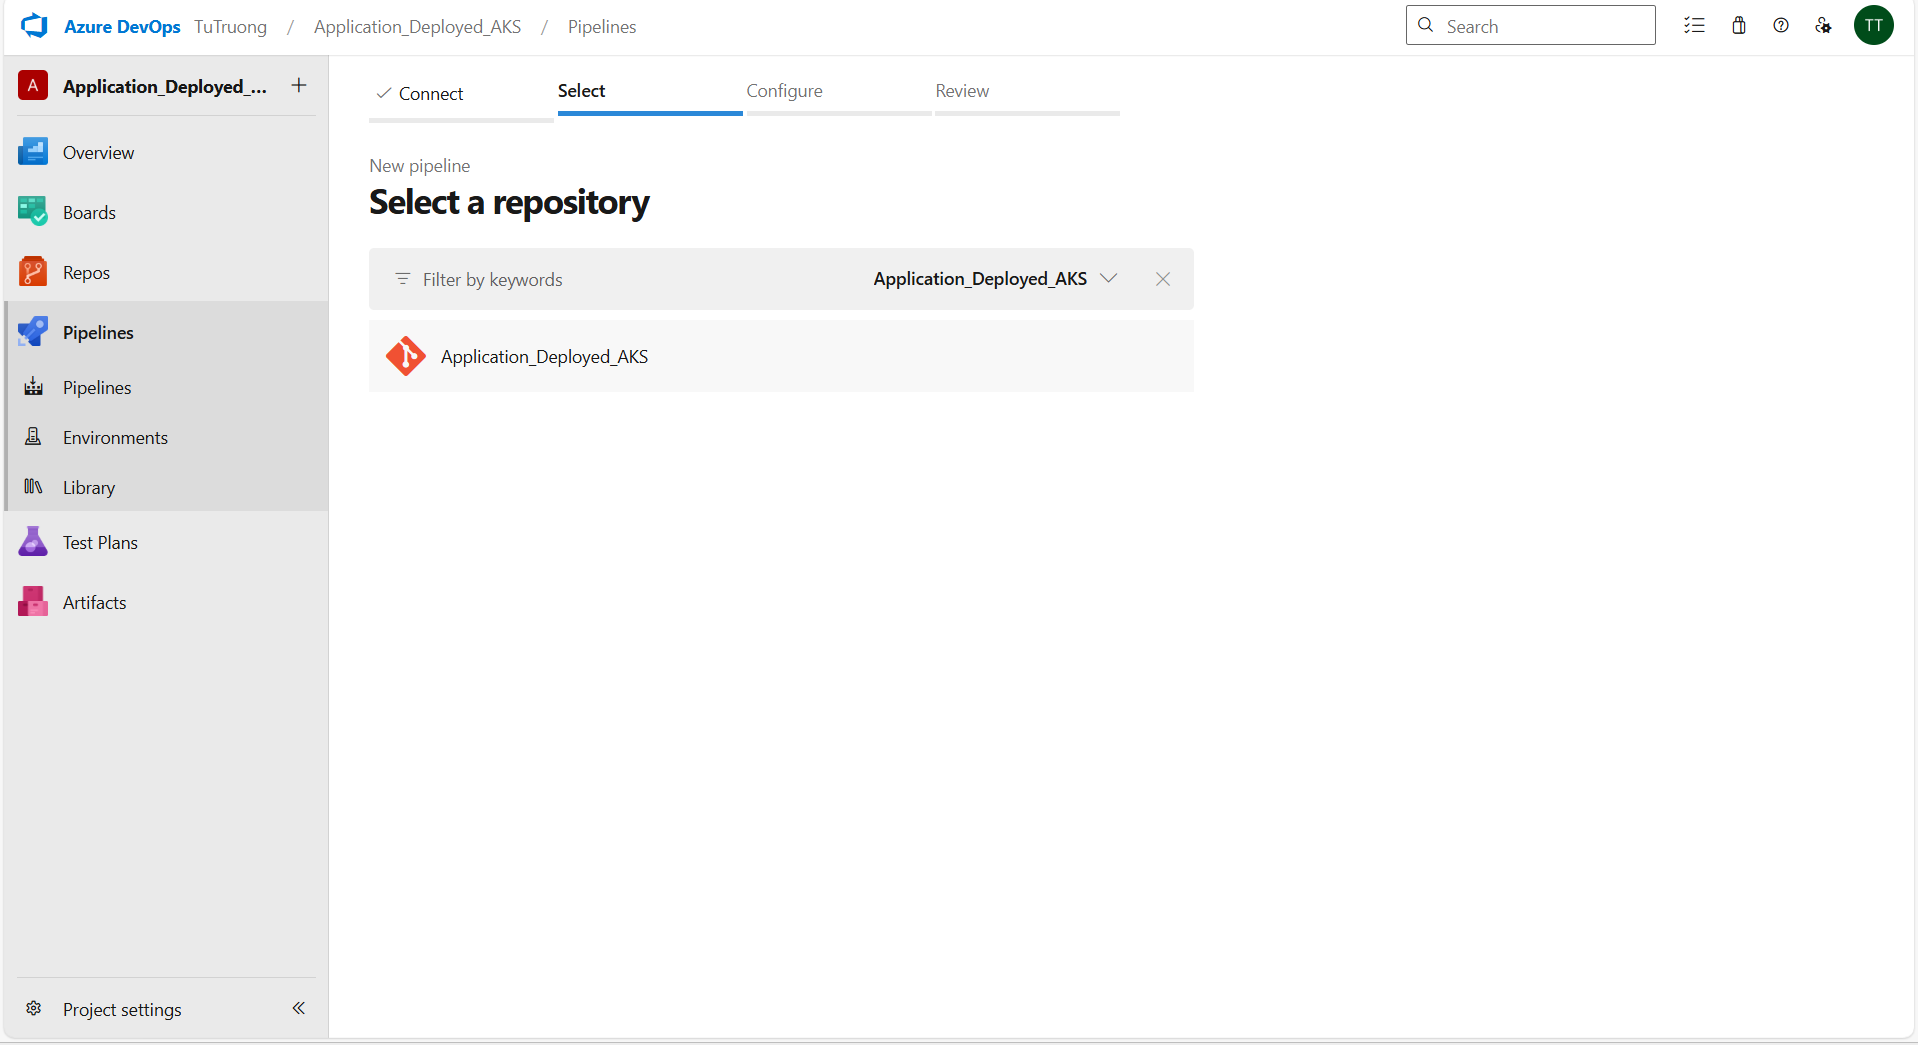 Azure DevOps TuTruong / Application_Deployed_AKS / Pipelines
Search
TT
A Application_Deployed_...
Overview
Boards
Repos
Pipelines
Pipelines
Environments
Library
Test Plans
Artifacts
Project settings
Connect
Select
Configure
Review
New pipeline
Select a repository
Filter by keywords
Application_Deployed_AKS
Application_Deployed_AKS